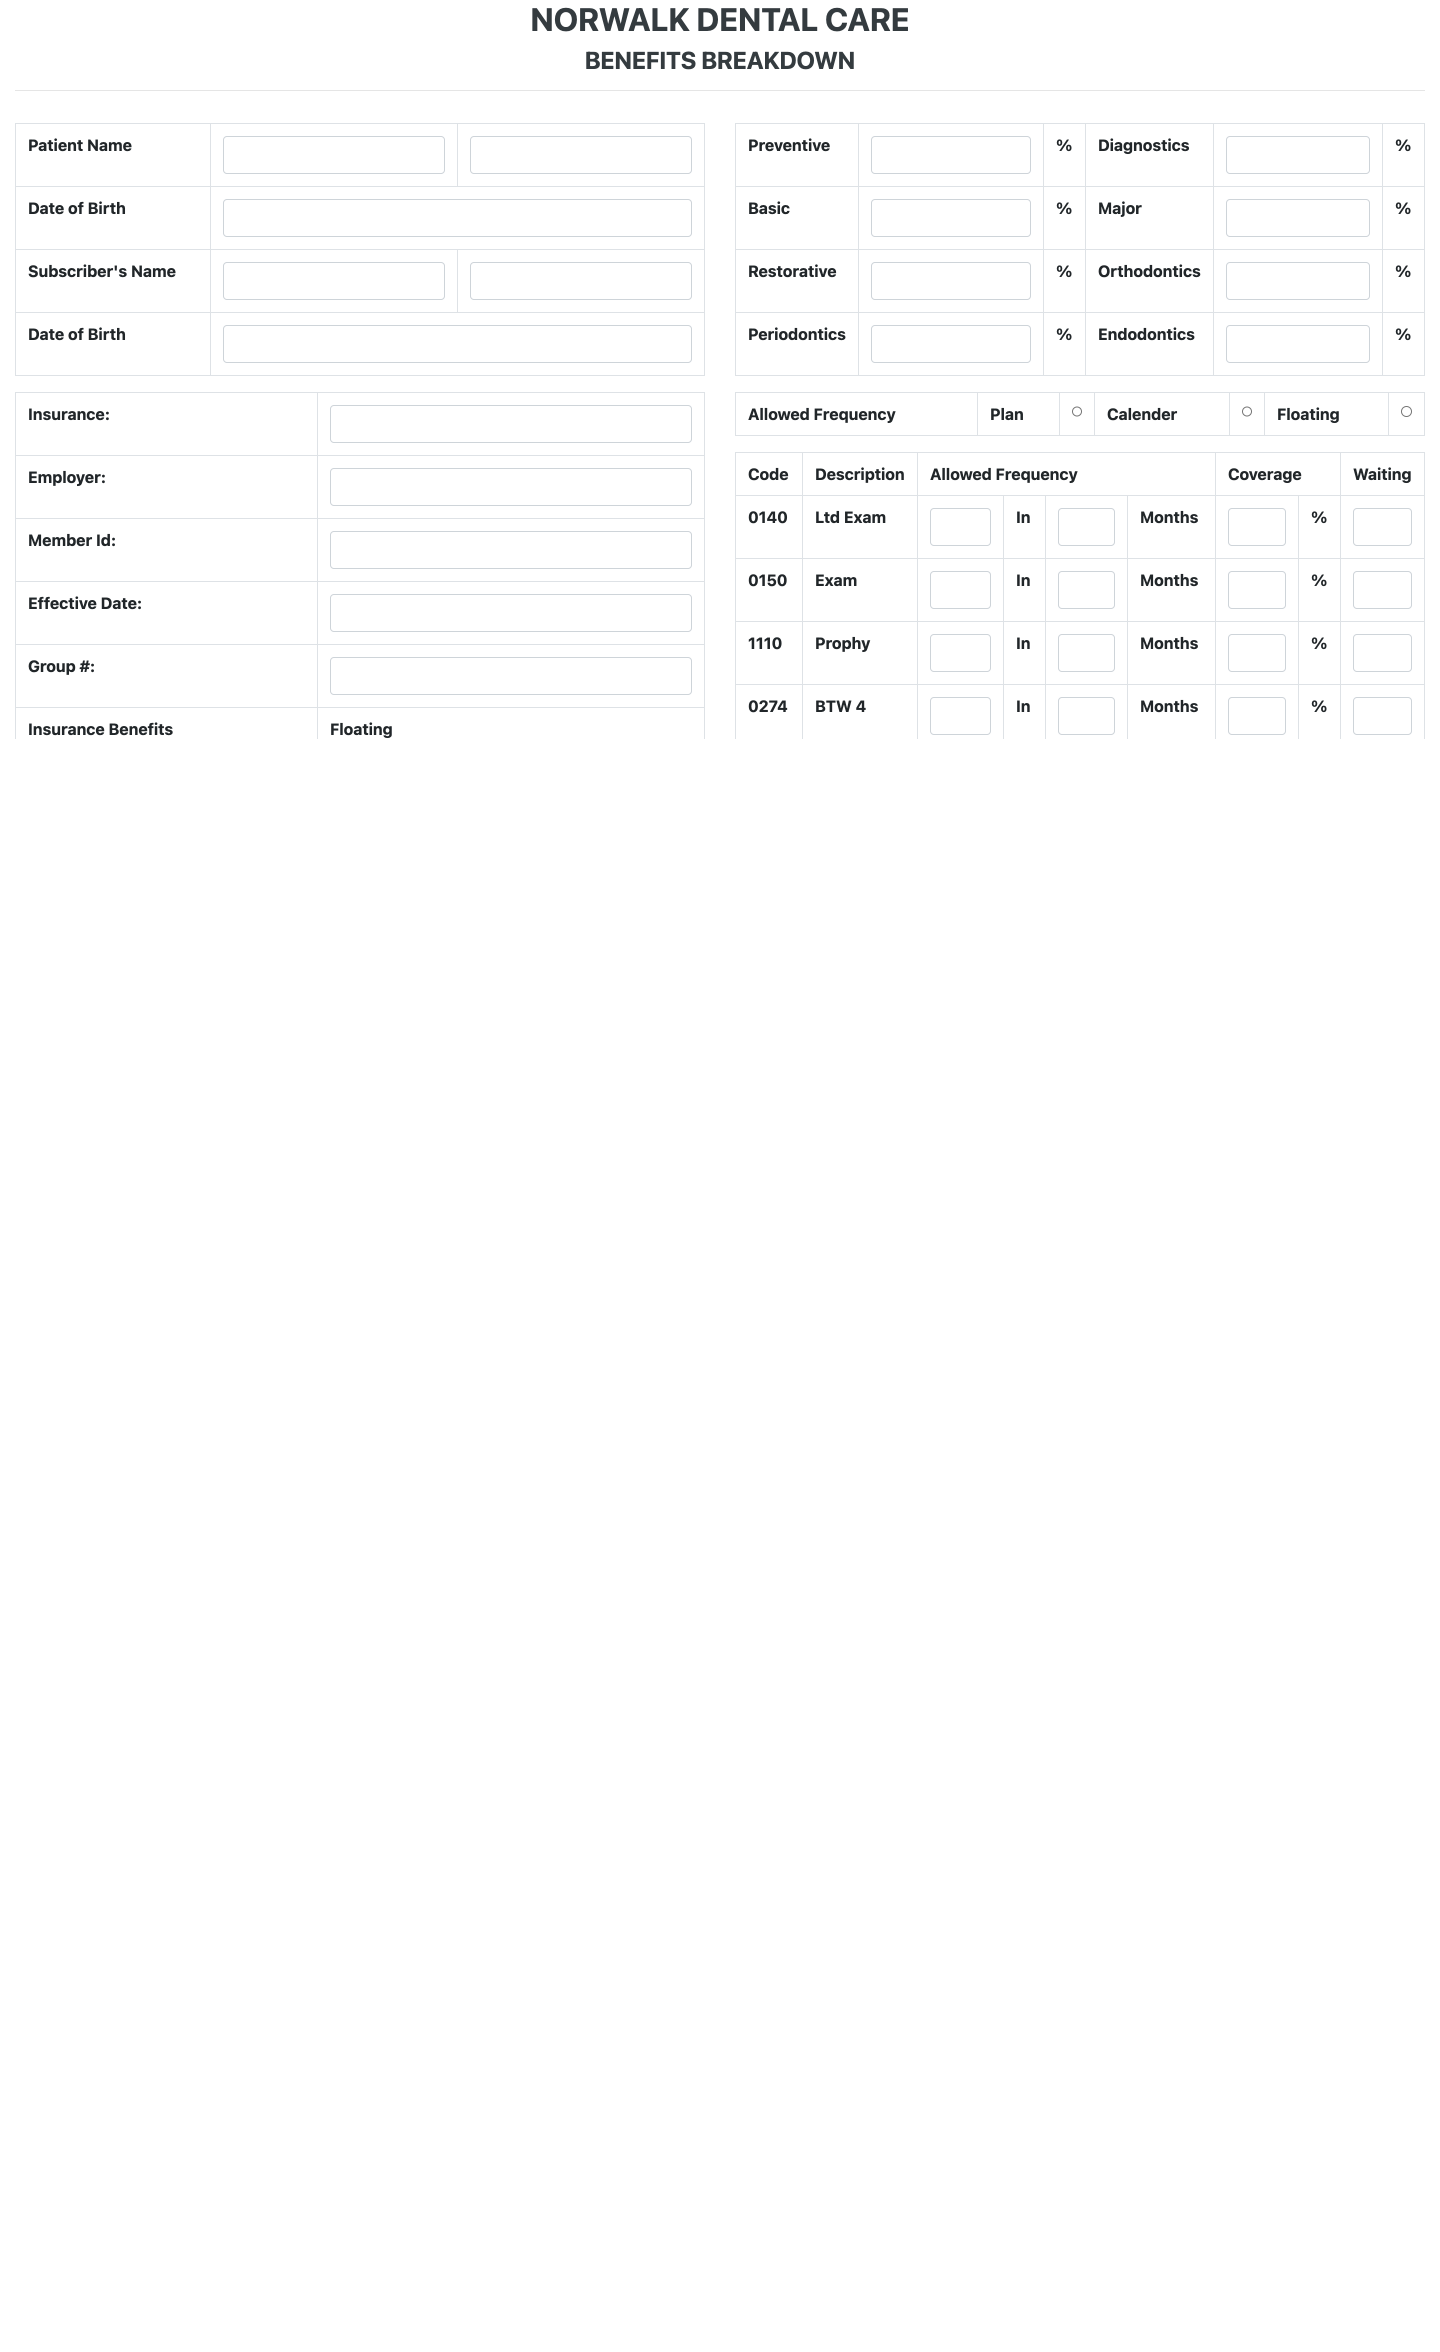 NORWALK DENTAL CARE
BENEFITS BREAKDOWN
Patient Name
Date of Birth
Subscriber's Name
Date of Birth
Insurance:
Employer:
Member Id:
Effective Date:
Group #:
Insurance Benefits Floating
Preventive % Diagnostics %
Basic % Major %
Restorative % Orthodontics %
Periodontics % Endodontics %
Allowed Frequency Plan Calender Floating
Code Description Allowed Frequency Coverage Waiting
0140 Ltd Exam In Months %
0150 Exam In Months %
1110 Prophy In Months %
0274 BTW 4 In Months %